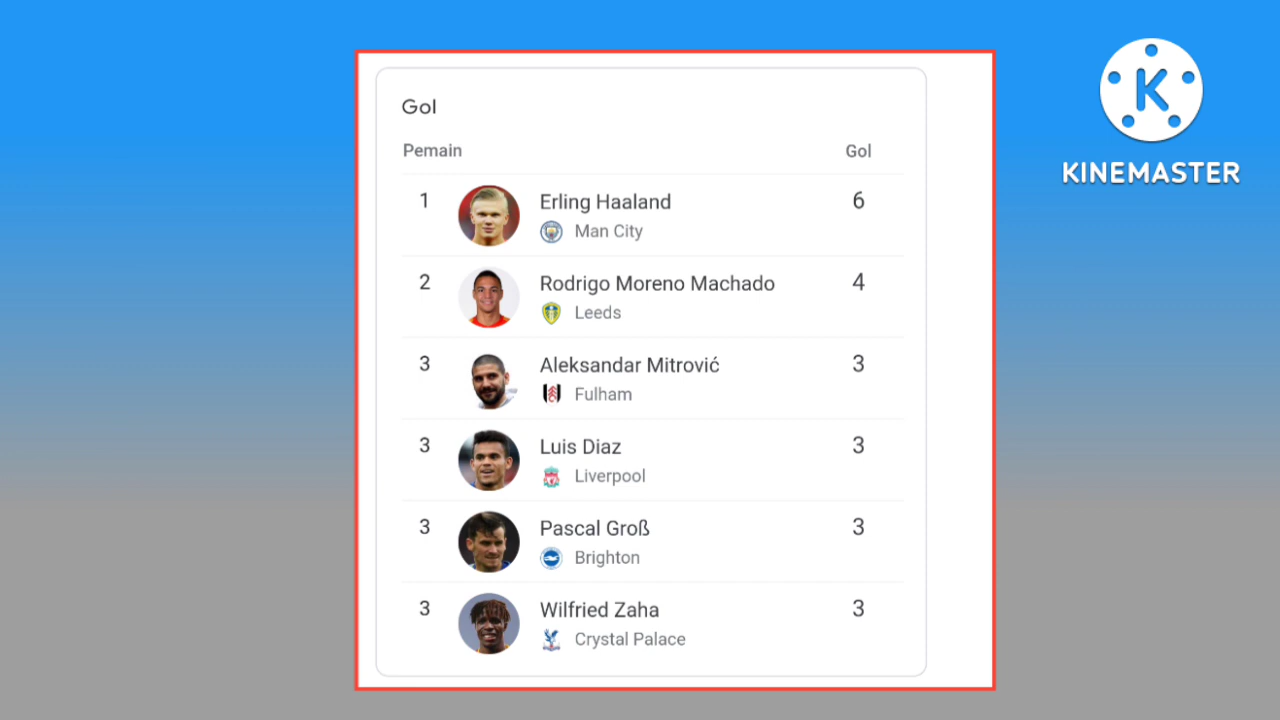 Gol
Pemain Gol
1 Erling Haaland 6
Man City
2 Rodrigo Moreno Machado 4
Leeds
3 Aleksandar Mitrović 3
Fulham
3 Luis Diaz 3
Liverpool
3 Pascal Groß 3
Brighton
3 Wilfried Zaha 3
Crystal Palace
K
KINEMASTER